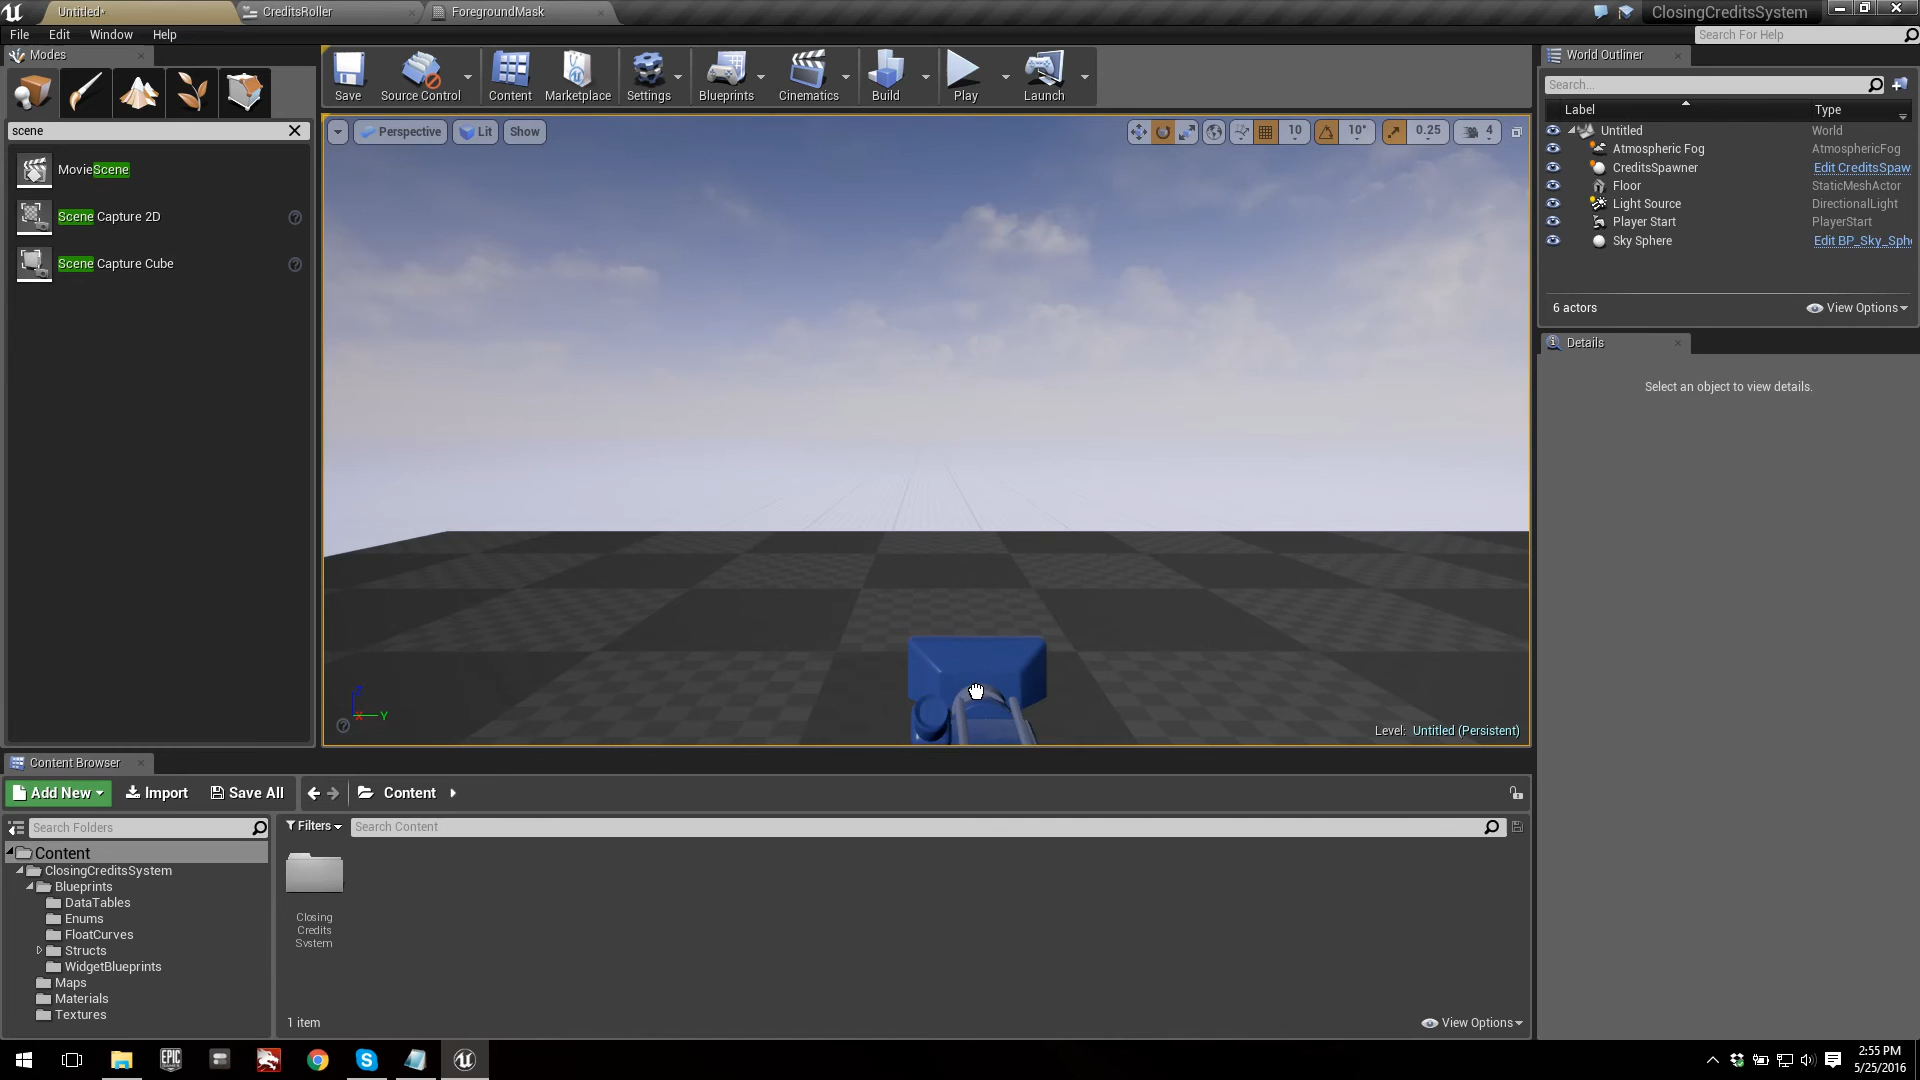 Untitled•
CreditsRoller
ForegroundMask
ClosingCreditsSystem
File
Edit
Window
Help
Search For Help
Modes
Save
Source Control
Content
Marketplace
Settings
Blueprints
Cinematics
Build
Play
Launch
World Outliner
Search...
Label
Type
scene
Perspective
Lit
Show
10
10°
0.25
4
MovieScene
Scene Capture 2D
Scene Capture Cube
Untitled World
Atmospheric Fog AtmosphericFog
CreditsSpawner Edit CreditsSpaw
Floor StaticMeshActor
Light Source DirectionalLight
Player Start PlayerStart
Sky Sphere Edit BP_Sky_Sph
6 actors
View Options
Details
Select an object to view details.
Z
X
Y
Level: Untitled (Persistent)
Content Browser
Add New
Import
Save All
Content
Search Folders
Filters
Search Content
Content
ClosingCreditsSystem
Blueprints
DataTables
Enums
FloatCurves
Structs
WidgetBlueprints
Maps
Materials
Textures
Closing
Credits
System
1 item
View Options
EPIC
GAMES
2:55 PM
5/25/2016